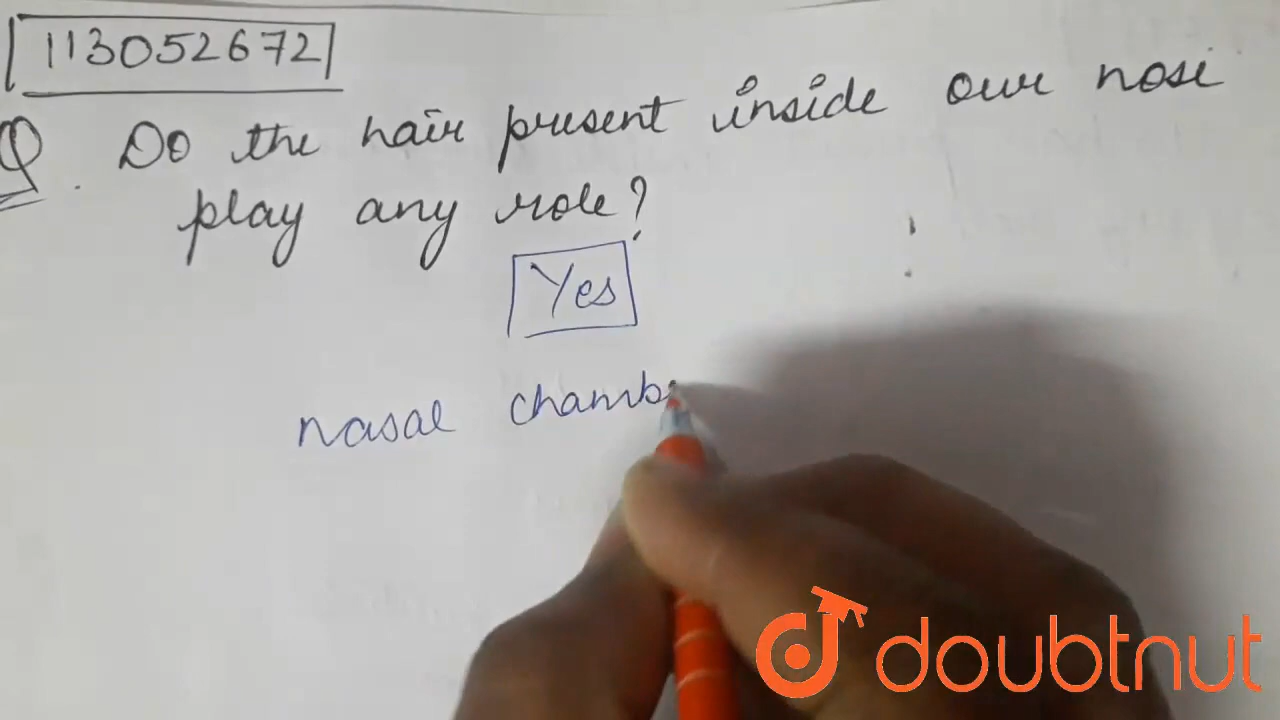 113052672
Q. Do the hair present inside our nose
play any role?
Yes
nasal chamb
doubtnut